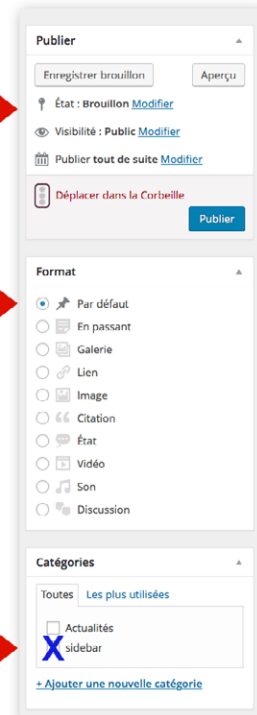 Publier
Enregistrer brouillon Aperçu
État : Brouillon Modifier
Visibilité : Public Modifier
Publier tout de suite Modifier
Déplacer dans la Corbeille
Publier
Format
Par défaut
En passant
Galerie
Lien
Image
Citation
État
Vidéo
Son
Discussion
Catégories
Toutes Les plus utilisées
Actualités
X sidebar
+ Ajouter une nouvelle catégorie